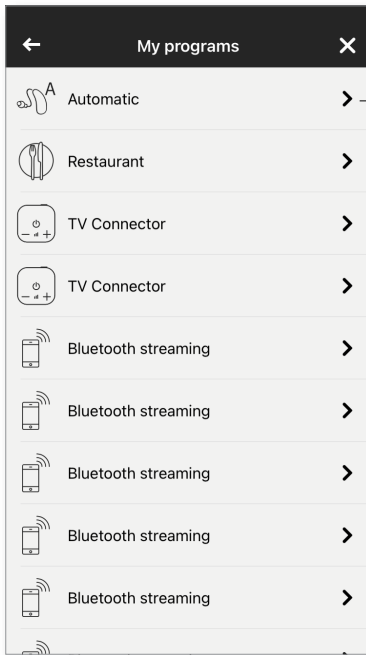 My programs
A
Automatic
Restaurant
TV Connector
TV Connector
Bluetooth streaming
Bluetooth streaming
Bluetooth streaming
Bluetooth streaming
Bluetooth streaming